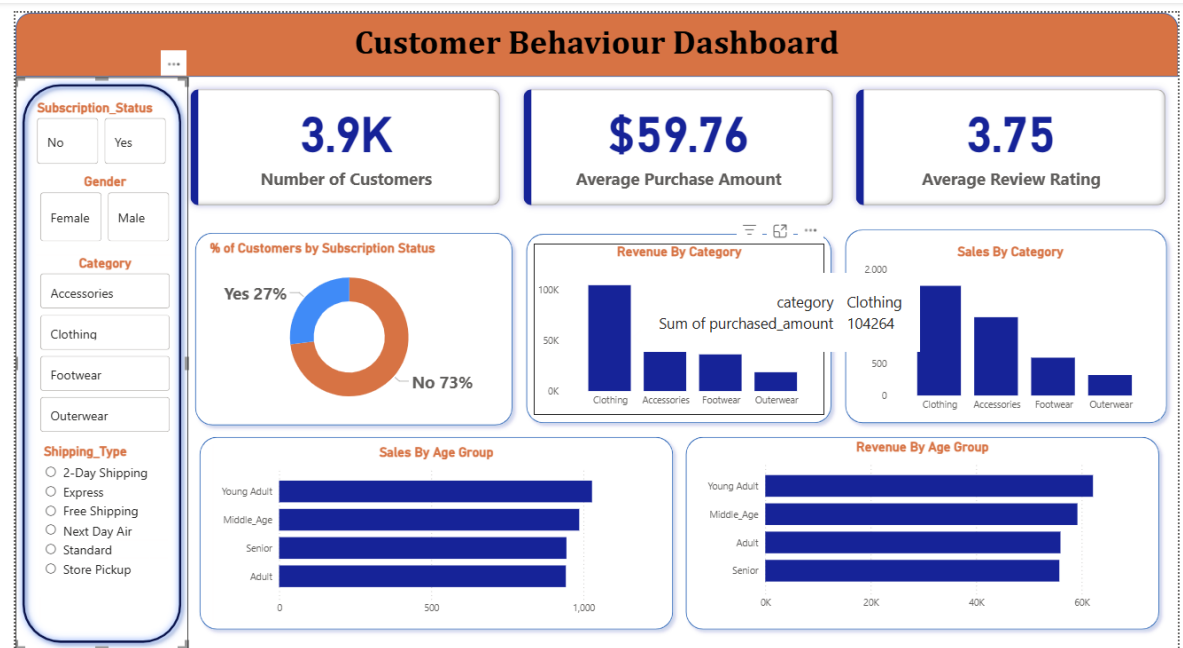 Customer Behaviour Dashboard
Subscription_Status
No
Yes
Gender
Female
Male
Category
Accessories
Clothing
Footwear
Outerwear
Shipping_Type
2-Day Shipping
Express
Free Shipping
Next Day Air
Standard
Store Pickup
3.9K
Number of Customers
$59.76
Average Purchase Amount
3.75
Average Review Rating
% of Customers by Subscription Status
Yes 27%
No 73%
Revenue By Category
100K
50K
0K
Clothing
Accessories
Footwear
Outerwear
category Clothing
Sum of purchased_amount 104264
Sales By Category
2.000
500
0
Clothing
Accessories
Footwear
Outerwear
Sales By Age Group
Young Adult
Middle_Age
Senior
Adult
0
500
1,000
Revenue By Age Group
Young Adult
Middle_Age
Adult
Senior
0K
20K
40K
60K